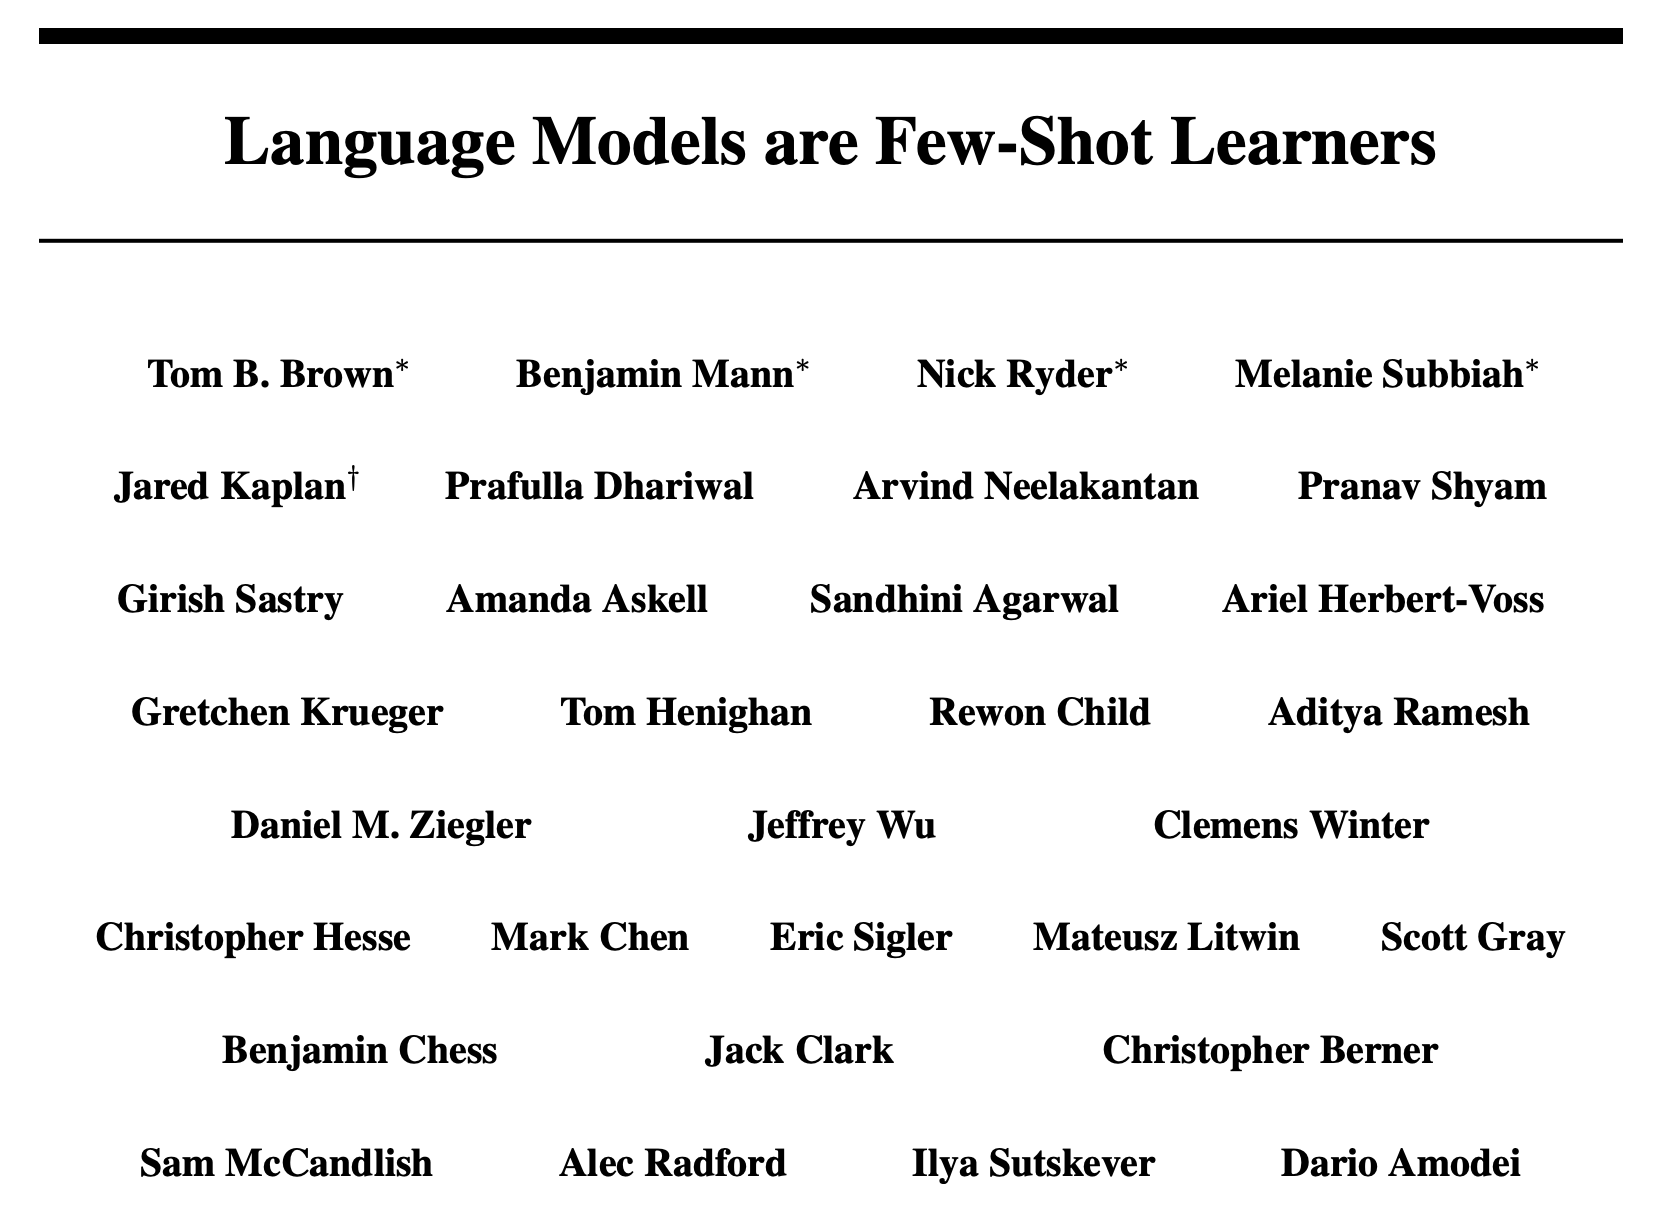 Language Models are Few-Shot Learners
Tom B. Brown* Benjamin Mann* Nick Ryder* Melanie Subbiah*
Jared Kaplan† Prafulla Dhariwal Arvind Neelakantan Pranav Shyam
Girish Sastry Amanda Askell Sandhini Agarwal Ariel Herbert-Voss
Gretchen Krueger Tom Henighan Rewon Child Aditya Ramesh
Daniel M. Ziegler Jeffrey Wu Clemens Winter
Christopher Hesse Mark Chen Eric Sigler Mateusz Litwin Scott Gray
Benjamin Chess Jack Clark Christopher Berner
Sam McCandlish Alec Radford Ilya Sutskever Dario Amodei